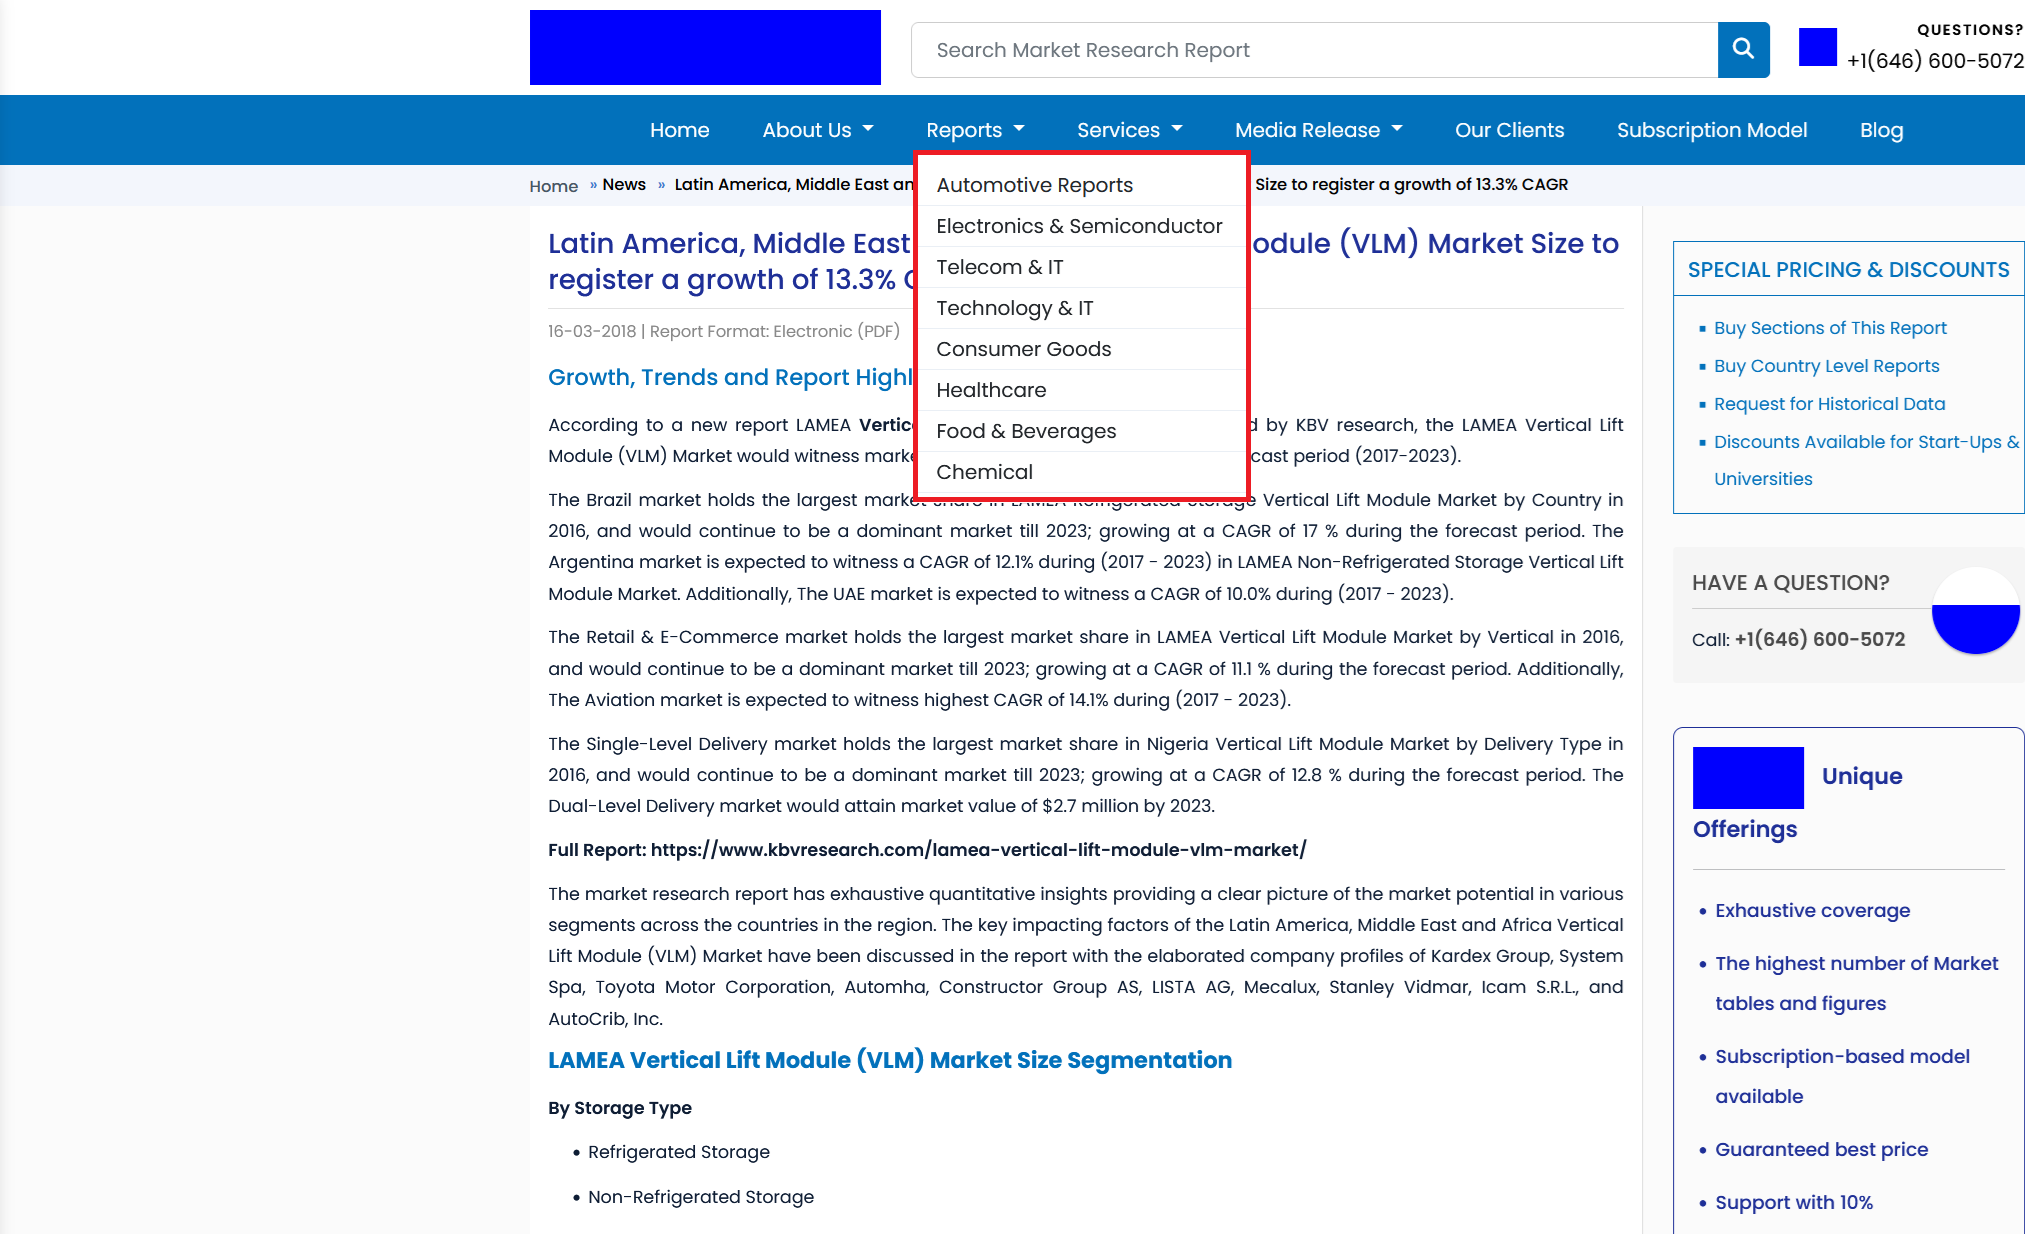 Search Market Research Report
QUESTIONS?
+1(646) 600-5072
Home About Us Reports Services Media Release Our Clients Subscription Model Blog
Automotive Reports
Electronics & Semiconductor
Telecom & IT
Technology & IT
Consumer Goods
Healthcare
Food & Beverages
Chemical
Home » News » Latin America, Middle East an Size to register a growth of 13.3% CAGR
Latin America, Middle East odule (VLM) Market Size to
register a growth of 13.3%
16-03-2018 | Report Format: Electronic (PDF)
Growth, Trends and Report Highl
According to a new report LAMEA Vertic d by KBV research, the LAMEA Vertical Lift
Module (VLM) Market would witness marke cast period (2017-2023).
The Brazil market holds the largest market share in LAMEA Refrigerated Storage Vertical Lift Module Market by Country in
2016, and would continue to be a dominant market till 2023; growing at a CAGR of 17 % during the forecast period. The
Argentina market is expected to witness a CAGR of 12.1% during (2017 - 2023) in LAMEA Non-Refrigerated Storage Vertical Lift
Module Market. Additionally, The UAE market is expected to witness a CAGR of 10.0% during (2017 - 2023).
The Retail & E-Commerce market holds the largest market share in LAMEA Vertical Lift Module Market by Vertical in 2016,
and would continue to be a dominant market till 2023; growing at a CAGR of 11.1 % during the forecast period. Additionally,
The Aviation market is expected to witness highest CAGR of 14.1% during (2017 - 2023).
The Single-Level Delivery market holds the largest market share in Nigeria Vertical Lift Module Market by Delivery Type in
2016, and would continue to be a dominant market till 2023; growing at a CAGR of 12.8 % during the forecast period. The
Dual-Level Delivery market would attain market value of $2.7 million by 2023.
Full Report: https://www.kbvresearch.com/lamea-vertical-lift-module-vlm-market/
The market research report has exhaustive quantitative insights providing a clear picture of the market potential in various
segments across the countries in the region. The key impacting factors of the Latin America, Middle East and Africa Vertical
Lift Module (VLM) Market have been discussed in the report with the elaborated company profiles of Kardex Group, System
Spa, Toyota Motor Corporation, Automha, Constructor Group AS, LISTA AG, Mecalux, Stanley Vidmar, Icam S.R.L., and
AutoCrib, Inc.
LAMEA Vertical Lift Module (VLM) Market Size Segmentation
By Storage Type
• Refrigerated Storage
• Non-Refrigerated Storage
SPECIAL PRICING & DISCOUNTS
Buy Sections of This Report
Buy Country Level Reports
Request for Historical Data
Discounts Available for Start-Ups &
Universities
HAVE A QUESTION?
Call: +1(646) 600-5072
Unique
Offerings
• Exhaustive coverage
• The highest number of Market
tables and figures
• Subscription-based model
available
• Guaranteed best price
• Support with 10%